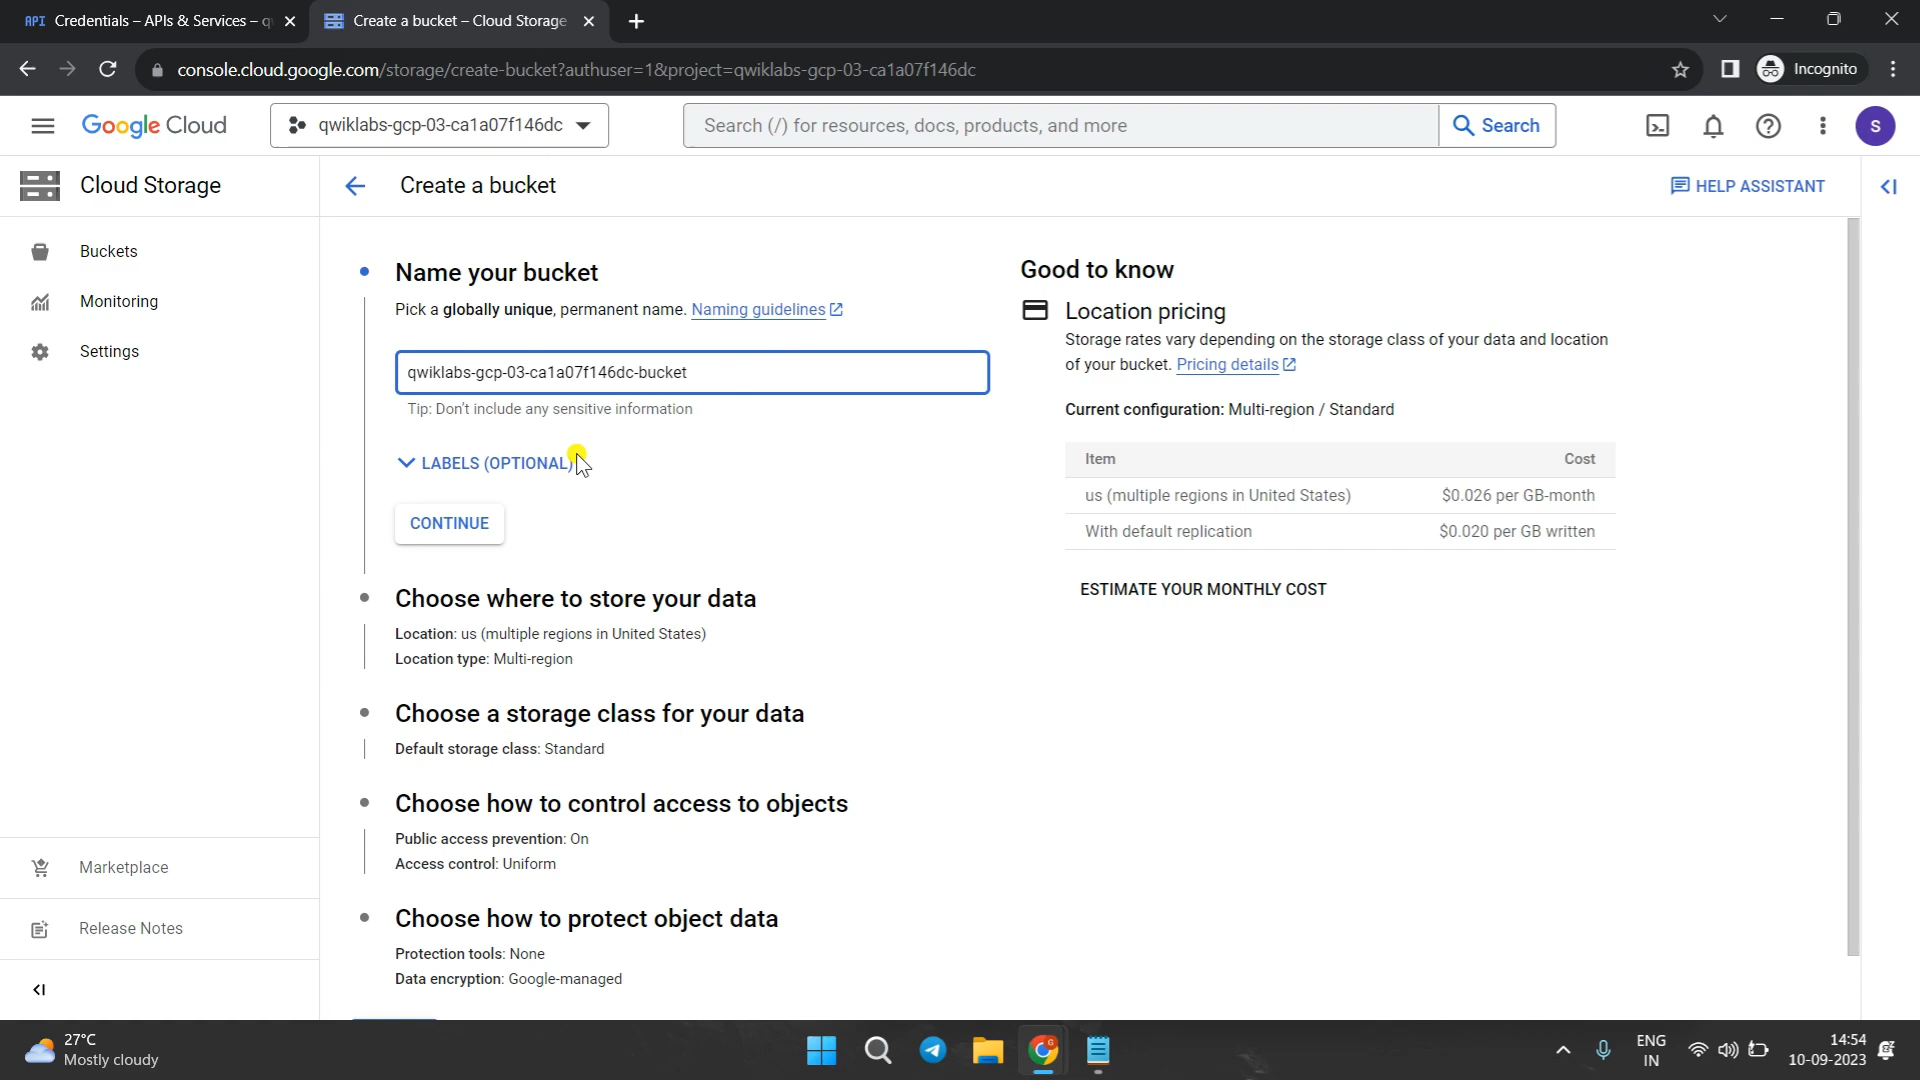 API Credentials – APIs & Services – q
Create a bucket – Cloud Storage
console.cloud.google.com/storage/create-bucket?authuser=1&project=qwiklabs-gcp-03-ca1a07f146dc
Incognito
Google Cloud
qwiklabs-gcp-03-ca1a07f146dc
Search (/) for resources, docs, products, and more
Search
S
Cloud Storage
Create a bucket
HELP ASSISTANT
Buckets
Monitoring
Settings
Marketplace
Release Notes
Name your bucket
Pick a globally unique, permanent name. Naming guidelines
qwiklabs-gcp-03-ca1a07f146dc-bucket
Tip: Don't include any sensitive information
LABELS (OPTIONAL)
CONTINUE
Choose where to store your data
Location: us (multiple regions in United States)
Location type: Multi-region
Choose a storage class for your data
Default storage class: Standard
Choose how to control access to objects
Public access prevention: On
Access control: Uniform
Choose how to protect object data
Protection tools: None
Data encryption: Google-managed
Good to know
Location pricing
Storage rates vary depending on the storage class of your data and location
of your bucket. Pricing details
Current configuration: Multi-region / Standard
Item Cost
us (multiple regions in United States) $0.026 per GB-month
With default replication $0.020 per GB written
ESTIMATE YOUR MONTHLY COST
27°C
Mostly cloudy
ENG
IN
14:54
10-09-2023